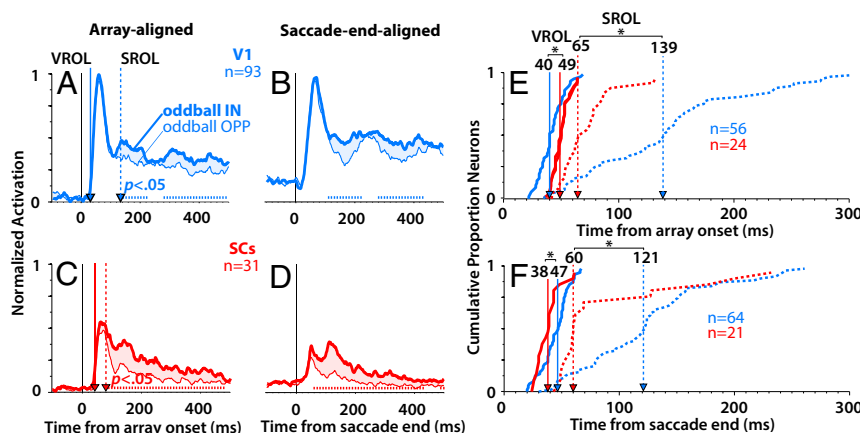 Array-aligned
Saccade-end-aligned
VROL
SROL
V1
n=93
A
B
1
oddball IN
oddball OPP
p<.05
0
0
200
400
0
200
400
Normalized Activation
SCs
n=31
C
D
1
p<.05
0
0
200
400
0
200
400
Time from array onset (ms)
Time from saccade end (ms)
SROL
VROL
*
*
40
49
65
139
E
1
n=56
n=24
0
0
100
200
300
Time from array onset (ms)
Cumulative Proportion Neurons
*
*
38
47
60
121
F
1
n=64
n=21
0
0
100
200
300
Time from saccade end (ms)